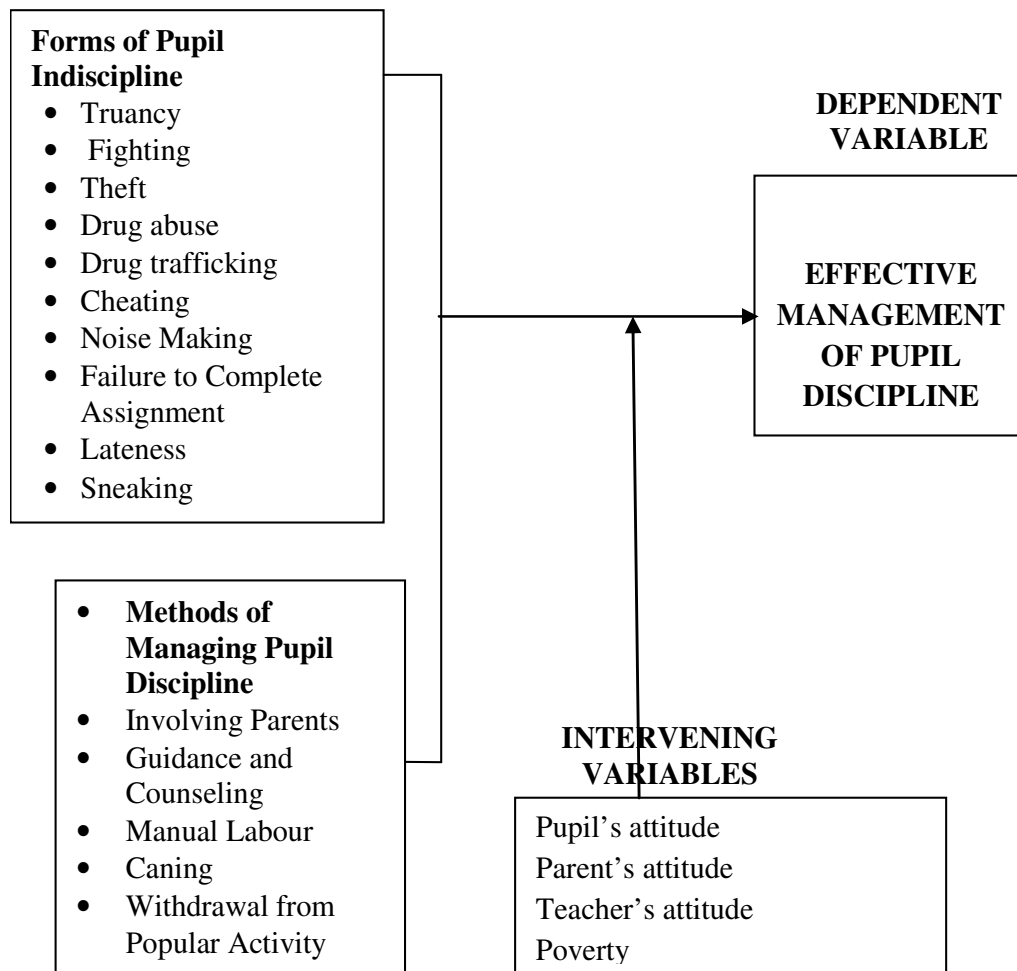 Forms of Pupil
Indiscipline
• Truancy
• Fighting
• Theft
• Drug abuse
• Drug trafficking
• Cheating
• Noise Making
• Failure to Complete
Assignment
• Lateness
• Sneaking
DEPENDENT
VARIABLE
EFFECTIVE
MANAGEMENT
OF PUPIL
DISCIPLINE
• Methods of
Managing Pupil
Discipline
• Involving Parents
• Guidance and
Counseling
• Manual Labour
• Caning
• Withdrawal from
Popular Activity
INTERVENING
VARIABLES
Pupil’s attitude
Parent’s attitude
Teacher’s attitude
Poverty